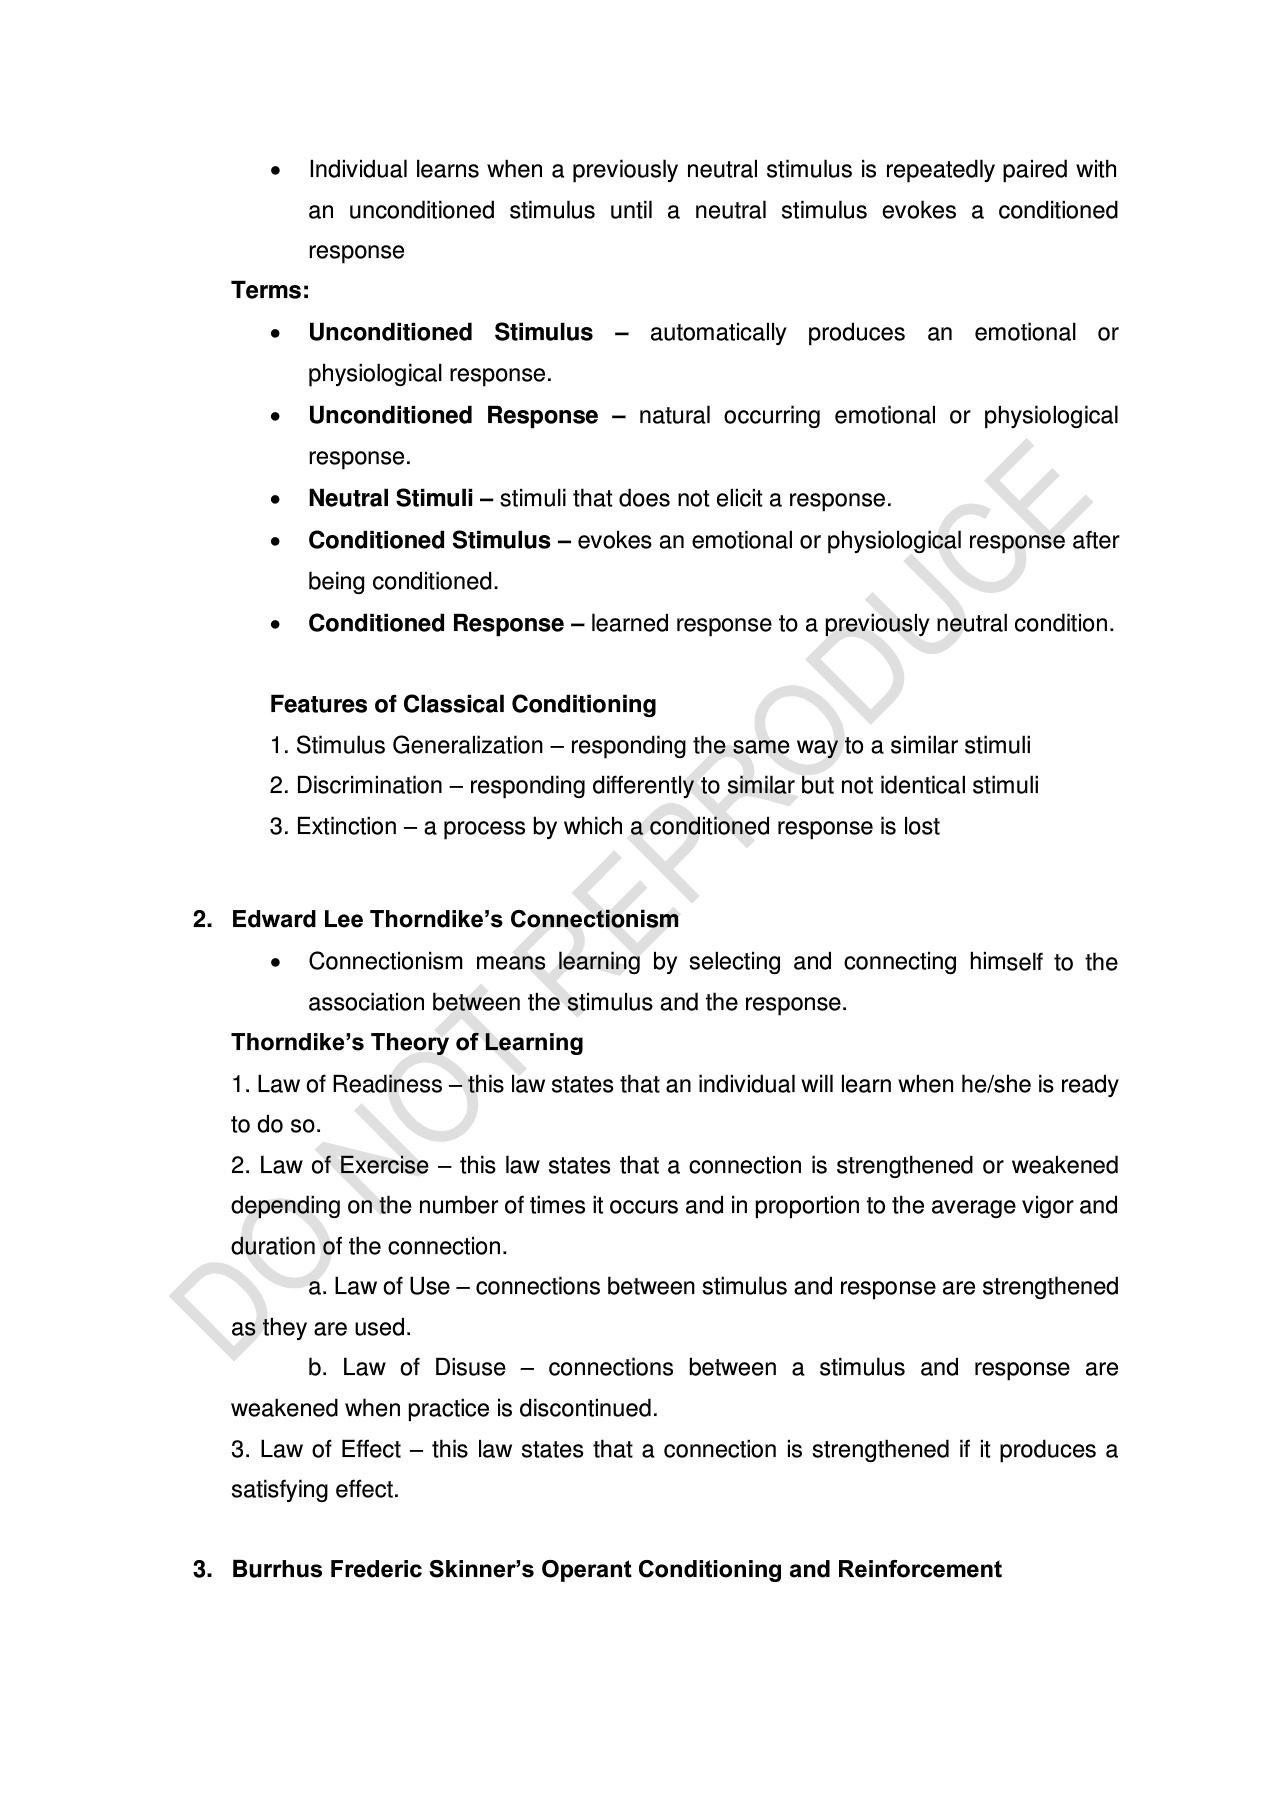 • Individual learns when a previously neutral stimulus is repeatedly paired with
an unconditioned stimulus until a neutral stimulus evokes a conditioned
response
Terms:
• Unconditioned Stimulus – automatically produces an emotional or
physiological response.
• Unconditioned Response – natural occurring emotional or physiological
response.
• Neutral Stimuli – stimuli that does not elicit a response.
• Conditioned Stimulus – evokes an emotional or physiological response after
being conditioned.
• Conditioned Response – learned response to a previously neutral condition.
Features of Classical Conditioning
1. Stimulus Generalization – responding the same way to a similar stimuli
2. Discrimination – responding differently to similar but not identical stimuli
3. Extinction – a process by which a conditioned response is lost
2. Edward Lee Thorndike’s Connectionism
• Connectionism means learning by selecting and connecting himself to the
association between the stimulus and the response.
Thorndike’s Theory of Learning
1. Law of Readiness – this law states that an individual will learn when he/she is ready
to do so.
2. Law of Exercise – this law states that a connection is strengthened or weakened
depending on the number of times it occurs and in proportion to the average vigor and
duration of the connection.
a. Law of Use – connections between stimulus and response are strengthened
as they are used.
b. Law of Disuse – connections between a stimulus and response are
weakened when practice is discontinued.
3. Law of Effect – this law states that a connection is strengthened if it produces a
satisfying effect.
3. Burrhus Frederic Skinner’s Operant Conditioning and Reinforcement
DO NOT REPRODUCE